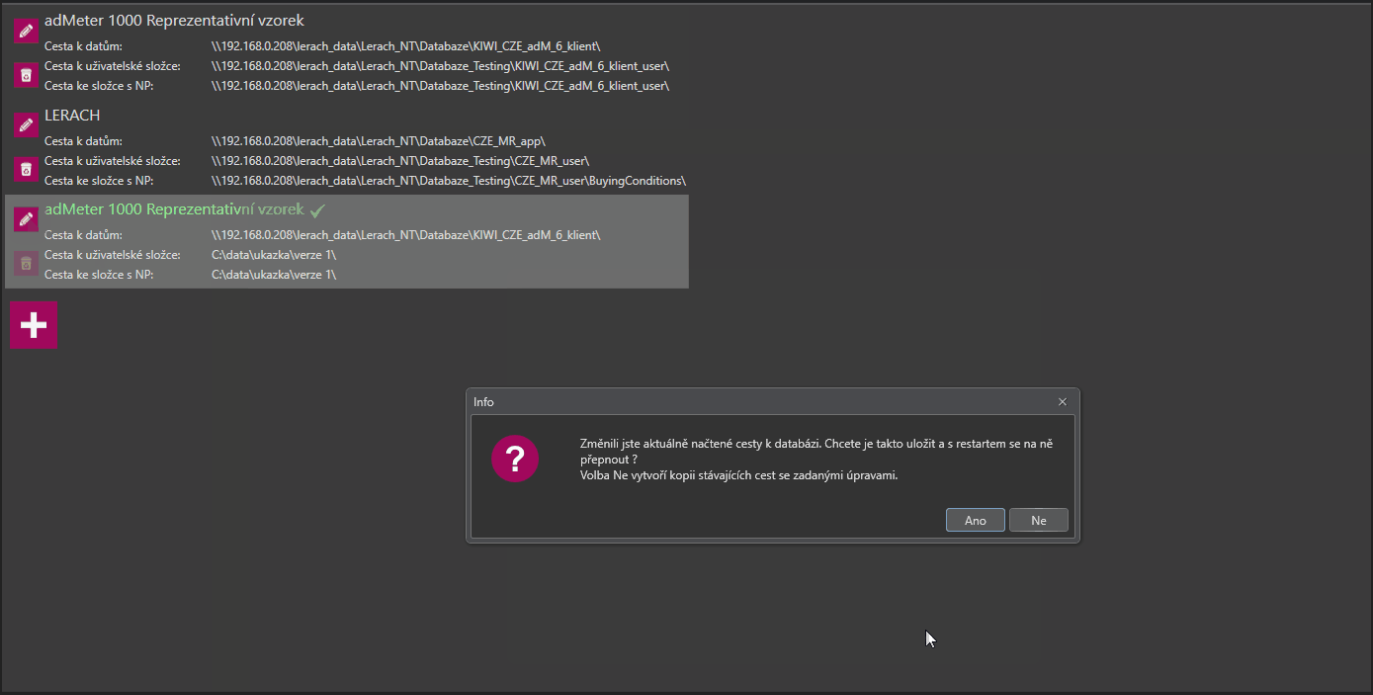 adMeter 1000 Reprezentativní vzorek
Cesta k datům: \\192.168.0.208\lerach_data\Lerach_NT\Databaze\KIWI_CZE_adM_6_klient\
Cesta k uživatelské složce: \\192.168.0.208\lerach_data\Lerach_NT\Databaze_Testing\KIWI_CZE_adM_6_klient_user\
Cesta ke složce s NP: \\192.168.0.208\lerach_data\Lerach_NT\Databaze_Testing\KIWI_CZE_adM_6_klient_user\
LERACH
Cesta k datům: \\192.168.0.208\lerach_data\Lerach_NT\Databaze\CZE_MR_app\
Cesta k uživatelské složce: \\192.168.0.208\lerach_data\Lerach_NT\Databaze_Testing\CZE_MR_user\
Cesta ke složce s NP: \\192.168.0.208\lerach_data\Lerach_NT\Databaze_Testing\CZE_MR_user\BuyingConditions\
adMeter 1000 Reprezentativní vzorek
Cesta k datům: \\192.168.0.208\lerach_data\Lerach_NT\Databaze\KIWI_CZE_adM_6_klient\
Cesta k uživatelské složce: C:\data\ukazka\verze 1\
Cesta ke složce s NP: C:\data\ukazka\verze 1\
Info
Změnili jste aktuálně načtené cesty k databázi. Chcete je takto uložit a s restartem se na ně
přepnout ?
Volba Ne vytvoří kopii stávajících cest se zadanými úpravami.
Ano Ne